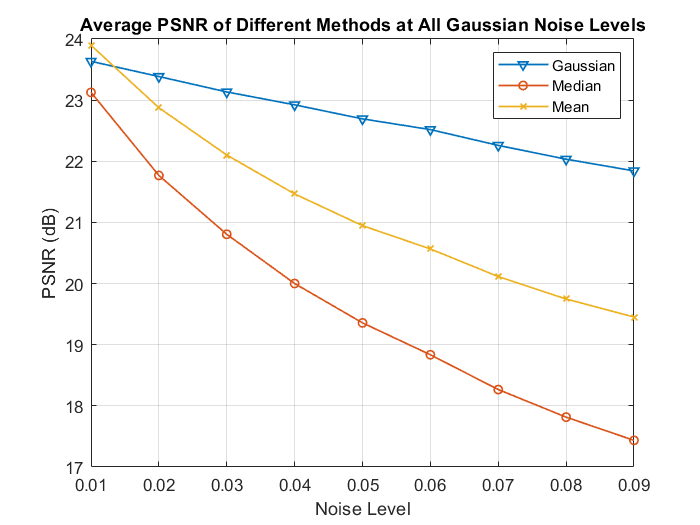 Average PSNR of Different Methods at All Gaussian Noise Levels
Gaussian
Median
Mean
PSNR (dB)
24
23
22
21
20
19
18
17
0.01 0.02 0.03 0.04 0.05 0.06 0.07 0.08 0.09
Noise Level